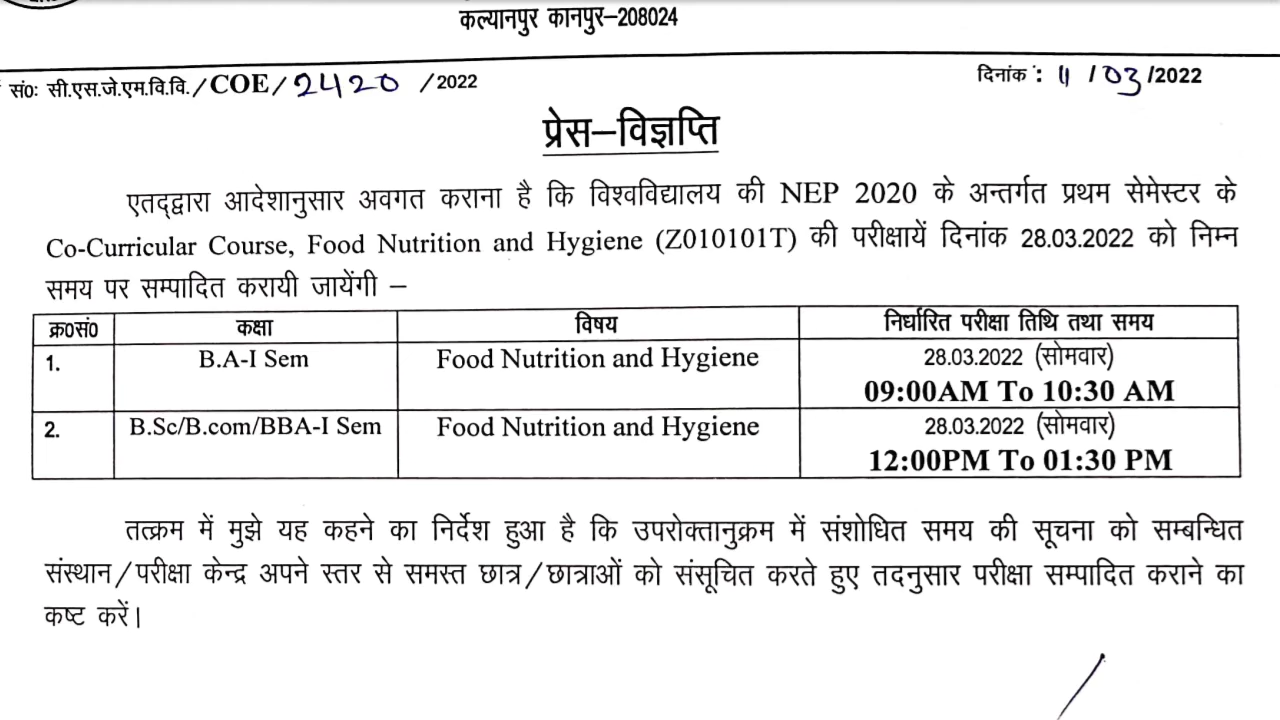 कल्यानपुर कानपुर–208024
सं0: सी.एस.जे.एम.वि.वि./COE/2420 /2022
दिनांक : 11 /03/2022
प्रेस–विज्ञप्ति
एतद्द्वारा आदेशानुसार अवगत कराना है कि विश्वविद्यालय की NEP 2020 के अन्तर्गत प्रथम सेमेस्टर के
Co-Curricular Course, Food Nutrition and Hygiene (Z010101T) की परीक्षायें दिनांक 28.03.2022 को निम्न
समय पर सम्पादित करायी जायेंगी –
क्र0सं0 कक्षा विषय निर्धारित परीक्षा तिथि तथा समय
1. B.A-I Sem Food Nutrition and Hygiene 28.03.2022 (सोमवार)
09:00AM To 10:30 AM
2. B.Sc/B.com/BBA-I Sem Food Nutrition and Hygiene 28.03.2022 (सोमवार)
12:00PM To 01:30 PM
तत्क्रम में मुझे यह कहने का निर्देश हुआ है कि उपरोक्तानुक्रम में संशोधित समय की सूचना को सम्बन्धित
संस्थान/परीक्षा केन्द्र अपने स्तर से समस्त छात्र/छात्राओं को संसूचित करते हुए तदनुसार परीक्षा सम्पादित कराने का
कष्ट करें।